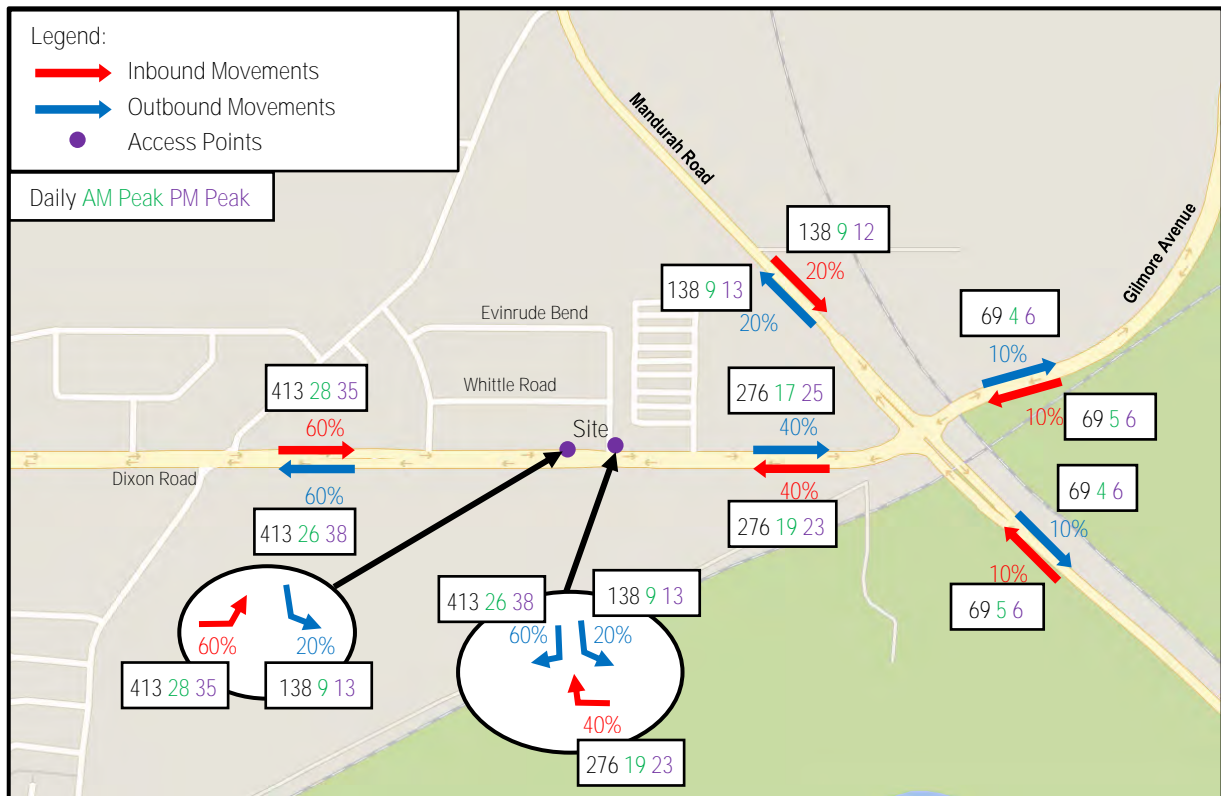 Legend:
Inbound Movements
Outbound Movements
Access Points
Daily AM Peak PM Peak
Mandurah Road
Gilmore Avenue
138 9 12
20%
138 9 13
20%
Evinrude Bend
69 4 6
10%
413 28 35
60%
Whittle Road
276 17 25
40%
10%
69 5 6
Site
Dixon Road
60%
413 26 38
40%
276 19 23
69 4 6
10%
10%
69 5 6
413 26 38
138 9 13
60%
20%
60%
20%
413 28 35
138 9 13
40%
276 19 23